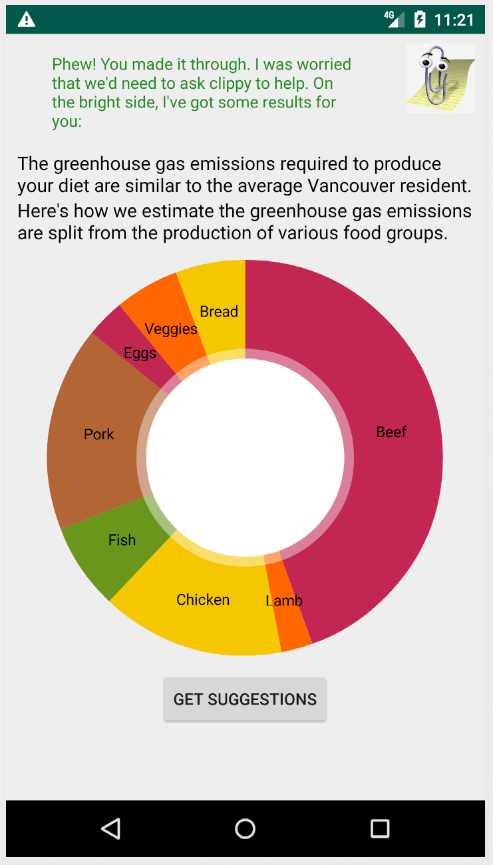 4G 11:21
Phew! You made it through. I was worried
that we'd need to ask clippy to help. On
the bright side, I've got some results for
you:
The greenhouse gas emissions required to produce
your diet are similar to the average Vancouver resident.
Here's how we estimate the greenhouse gas emissions
are split from the production of various food groups.
Bread
Veggies
Eggs
Beef
Pork
Fish
Chicken
Lamb
GET SUGGESTIONS